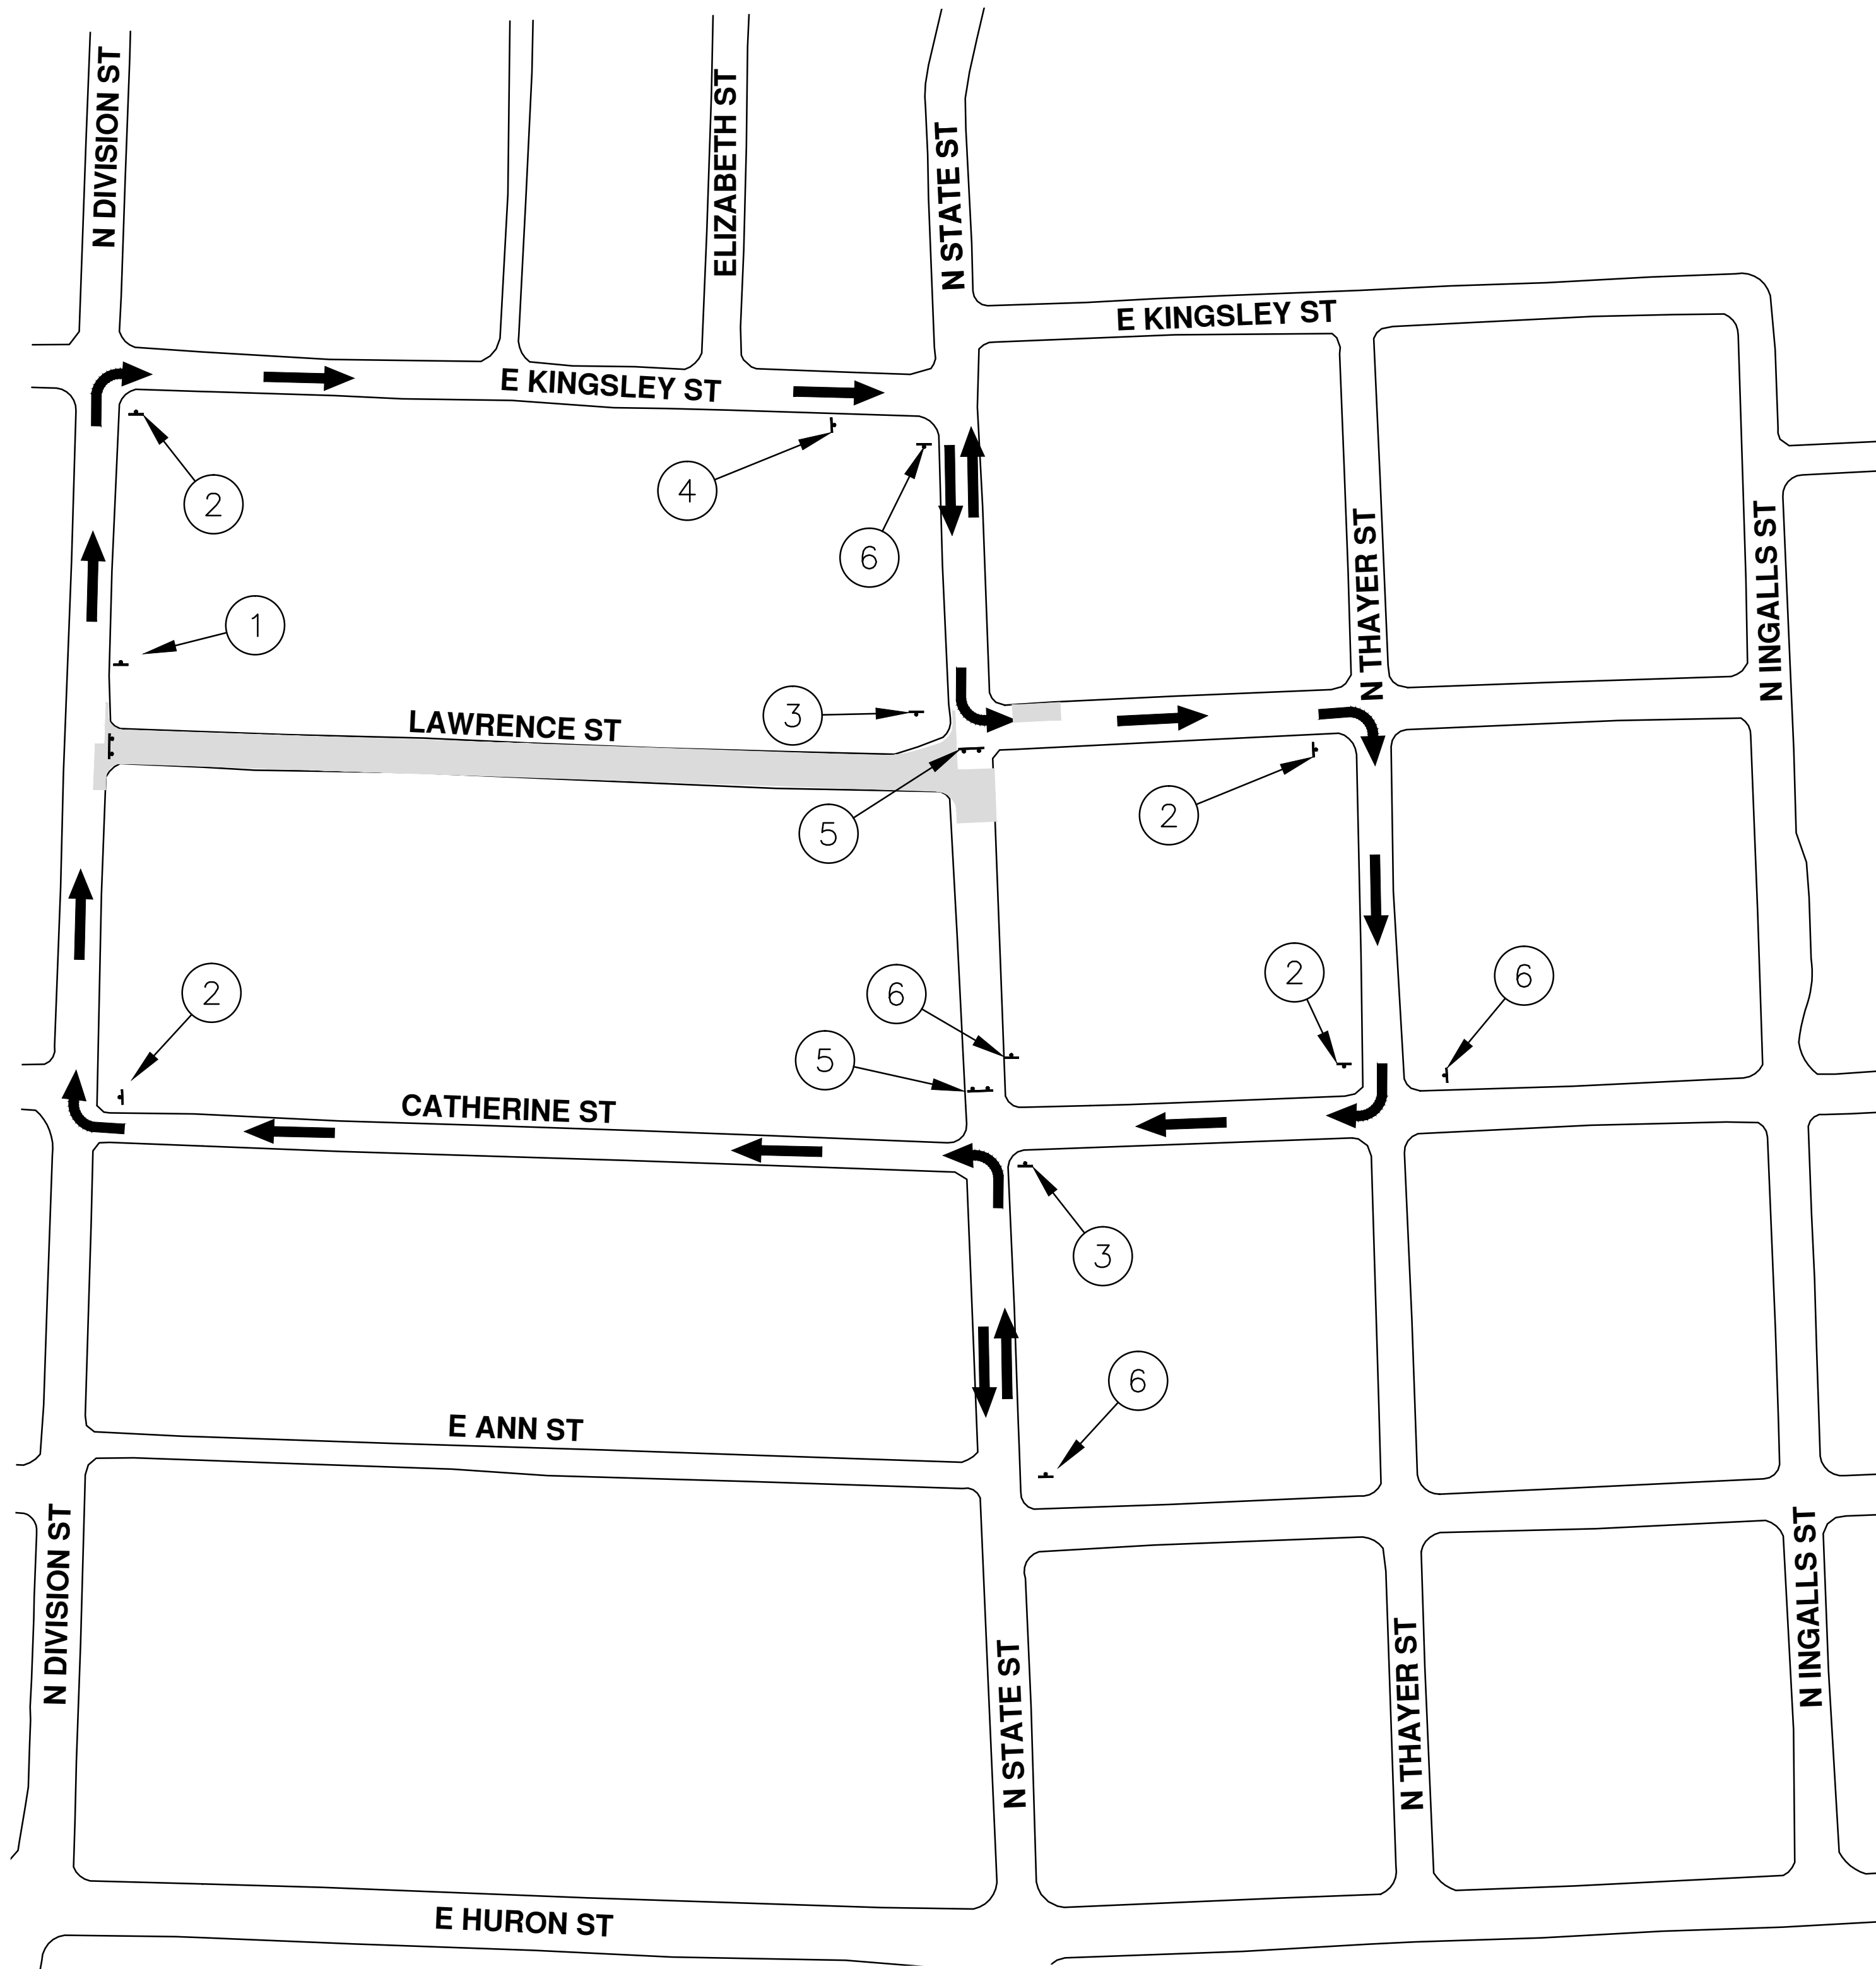 N DIVISION ST
ELIZABETH ST
N STATE ST
E KINGSLEY ST
E KINGSLEY ST
2
4
6
N THAYER ST
N INGALLS ST
1
3
LAWRENCE ST
5
2
2
6
2
6
5
CATHERINE ST
3
6
E ANN ST
N DIVISION ST
N STATE ST
N THAYER ST
N INGALLS ST
E HURON ST